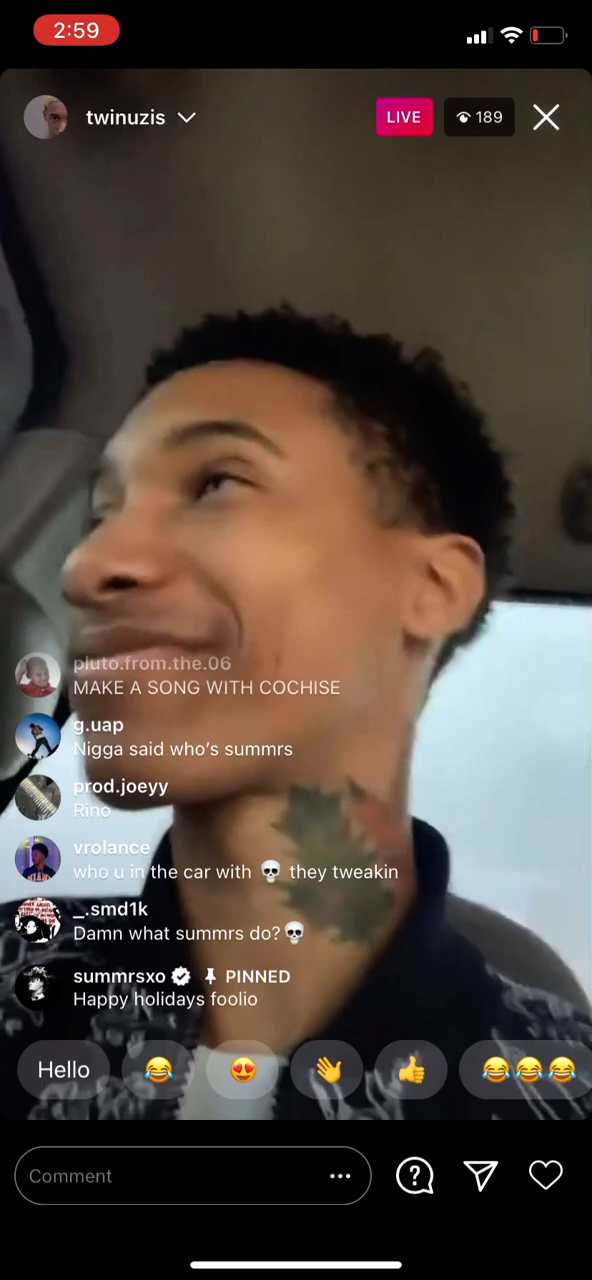 2:59
twinuzis
LIVE
189
pluto.from.the.06
MAKE A SONG WITH COCHISE
g.uap
Nigga said who's summrs
prod.joeyy
Rino
vrolance
who u in the car with 💀 they tweakin
_.smd1k
Damn what summrs do?💀
summrsxo PINNED
Happy holidays foolio
Hello 😂 😍 👋 👍 😂😂😂
Comment